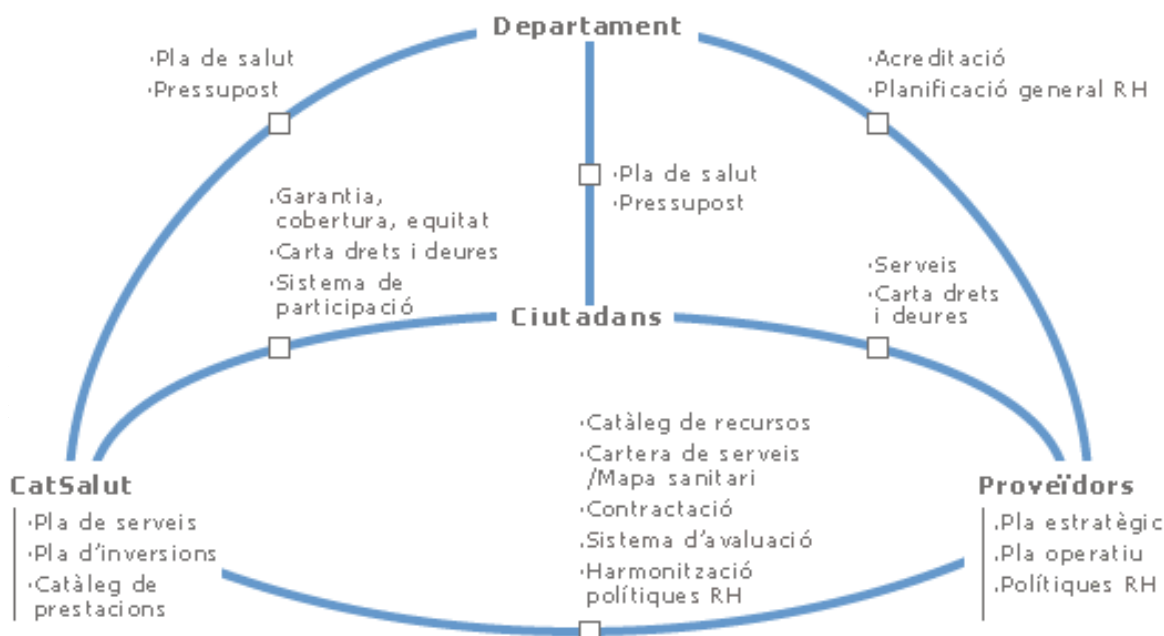 Departament
·Pla de salut
·Pressupost
·Acreditació
·Planificació general RH
·Pla de salut
·Pressupost
.Garantia,
cobertura, equitat
·Carta drets i deures
·Sistema de
participació
·Serveis
·Carta drets
i deures
Ciutadans
·Catàleg de recursos
·Cartera de serveis
/Mapa sanitari
·Contractació
.Sistema d'avaluació
·Harmonització
polítiques RH
CatSalut
·Pla de serveis
·Pla d'inversions
·Catàleg de
prestacions
Proveïdors
.Pla estratègic
.Pla operatiu
·Polítiques RH